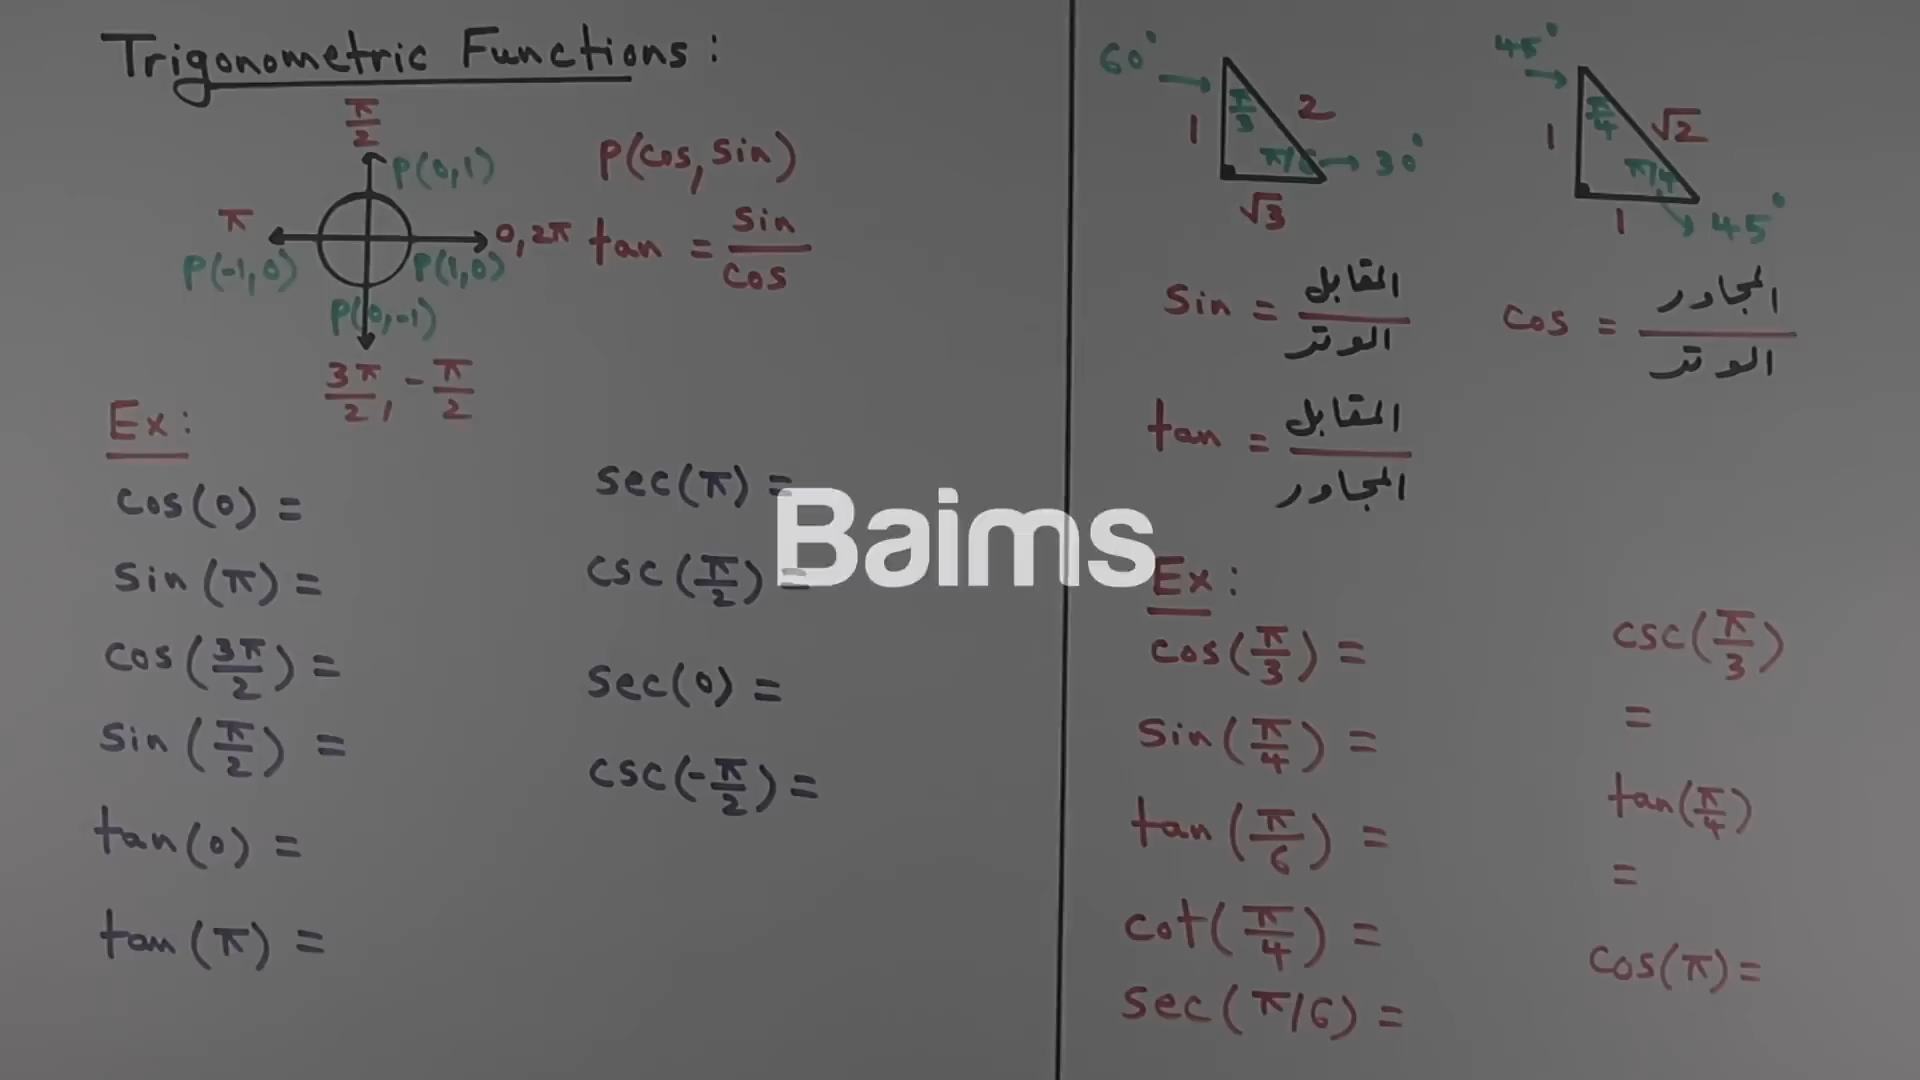 Trigonometric Functions:
π/2
P(0,1)
P(cos, sin)
π
0, 2π
P(-1,0)
P(1,0)
tan = sin/cos
P(0,-1)
3π/2, -π/2
Ex:
cos(0) =
sin(π) =
cos(3π/2) =
sin(π/2) =
tan(0) =
tan(π) =
sec(π) =
csc(π/2) =
sec(0) =
csc(-π/2) =
Baims
60°
π/3
2
1
π/6
30°
√3
45°
π/4
√2
1
π/4
1
45°
sin = المقابل/الوتر
cos = المجاور/الوتر
tan = المقابل/المجاور
Ex:
cos(π/3) =
sin(π/4) =
tan(π/6) =
cot(π/4) =
sec(π/6) =
csc(π/3)
=
tan(π/4)
=
cos(π) =